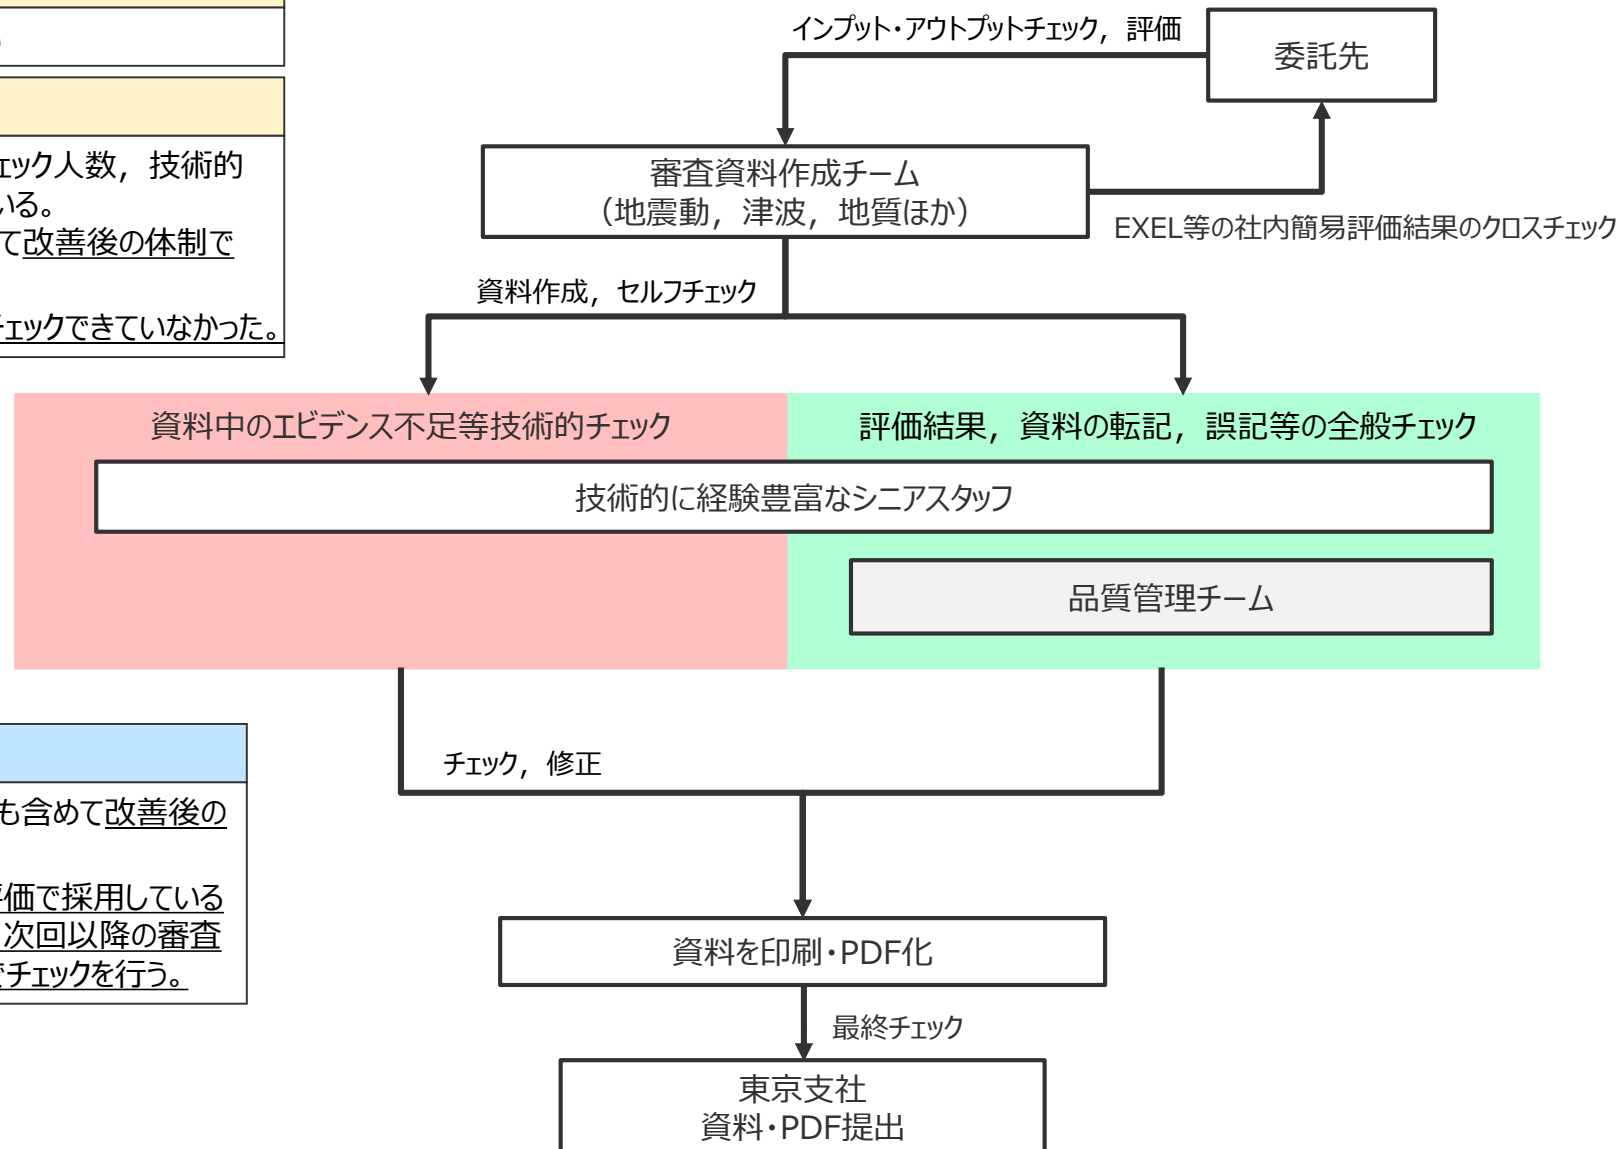 インプット・アウトプットチェック，評価
委託先
審査資料作成チーム
（地震動，津波，地質ほか）
EXEL等の社内簡易評価結果のクロスチェック
資料作成，セルフチェック
ェック人数，技術的
いる。
て改善後の体制で
チェックできていなかった。
資料中のエビデンス不足等技術的チェック
評価結果，資料の転記，誤記等の全般チェック
技術的に経験豊富なシニアスタッフ
品質管理チーム
チェック，修正
も含めて改善後の
評価で採用している
次回以降の審査
でチェックを行う。
資料を印刷・PDF化
最終チェック
東京支社
資料・PDF提出